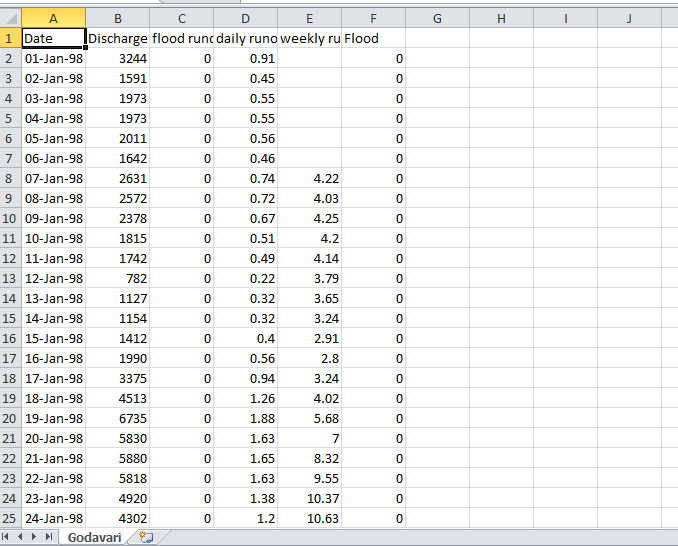 A B C D E F G H I J
1 Date Discharge flood runo daily runo weekly ru Flood
2 01-Jan-98 3244 0 0.91 0
3 02-Jan-98 1591 0 0.45 0
4 03-Jan-98 1973 0 0.55 0
5 04-Jan-98 1973 0 0.55 0
6 05-Jan-98 2011 0 0.56 0
7 06-Jan-98 1642 0 0.46 0
8 07-Jan-98 2631 0 0.74 4.22 0
9 08-Jan-98 2572 0 0.72 4.03 0
10 09-Jan-98 2378 0 0.67 4.25 0
11 10-Jan-98 1815 0 0.51 4.2 0
12 11-Jan-98 1742 0 0.49 4.14 0
13 12-Jan-98 782 0 0.22 3.79 0
14 13-Jan-98 1127 0 0.32 3.65 0
15 14-Jan-98 1154 0 0.32 3.24 0
16 15-Jan-98 1412 0 0.4 2.91 0
17 16-Jan-98 1990 0 0.56 2.8 0
18 17-Jan-98 3375 0 0.94 3.24 0
19 18-Jan-98 4513 0 1.26 4.02 0
20 19-Jan-98 6735 0 1.88 5.68 0
21 20-Jan-98 5830 0 1.63 7 0
22 21-Jan-98 5880 0 1.65 8.32 0
23 22-Jan-98 5818 0 1.63 9.55 0
24 23-Jan-98 4920 0 1.38 10.37 0
25 24-Jan-98 4302 0 1.2 10.63 0
Godavari